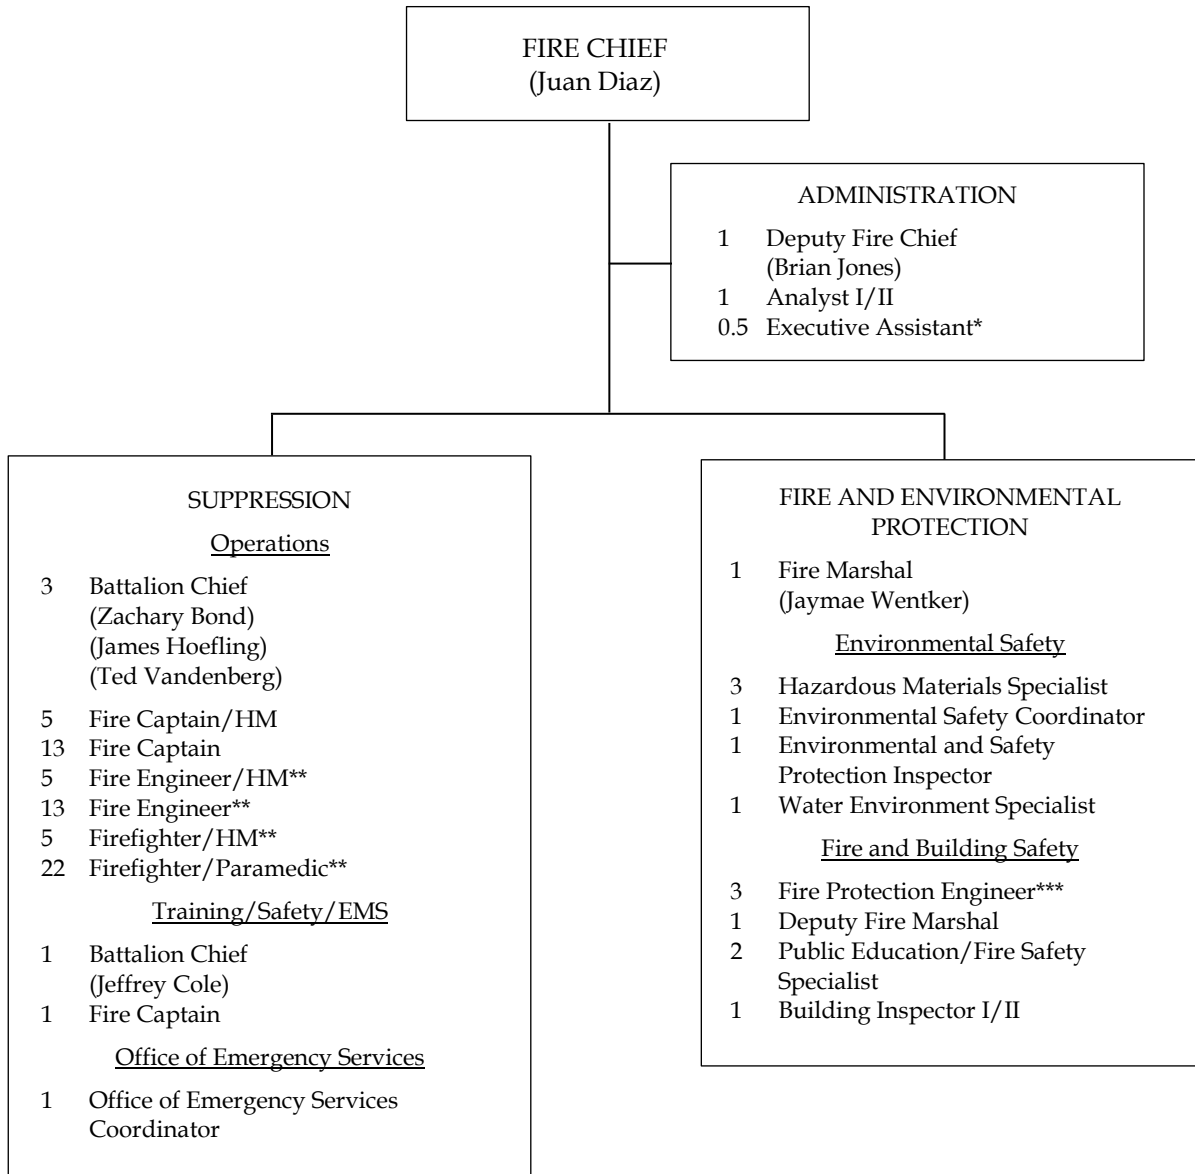 FIRE CHIEF
(Juan Diaz)
ADMINISTRATION
1 Deputy Fire Chief
(Brian Jones)
1 Analyst I/II
0.5 Executive Assistant*
SUPPRESSION
Operations
3 Battalion Chief
(Zachary Bond)
(James Hoefling)
(Ted Vandenberg)
5 Fire Captain/HM
13 Fire Captain
5 Fire Engineer/HM**
13 Fire Engineer**
5 Firefighter/HM**
22 Firefighter/Paramedic**
Training/Safety/EMS
1 Battalion Chief
(Jeffrey Cole)
1 Fire Captain
Office of Emergency Services
1 Office of Emergency Services
Coordinator
FIRE AND ENVIRONMENTAL
PROTECTION
1 Fire Marshal
(Jaymae Wentker)
Environmental Safety
3 Hazardous Materials Specialist
1 Environmental Safety Coordinator
1 Environmental and Safety
Protection Inspector
1 Water Environment Specialist
Fire and Building Safety
3 Fire Protection Engineer***
1 Deputy Fire Marshal
2 Public Education/Fire Safety
Specialist
1 Building Inspector I/II